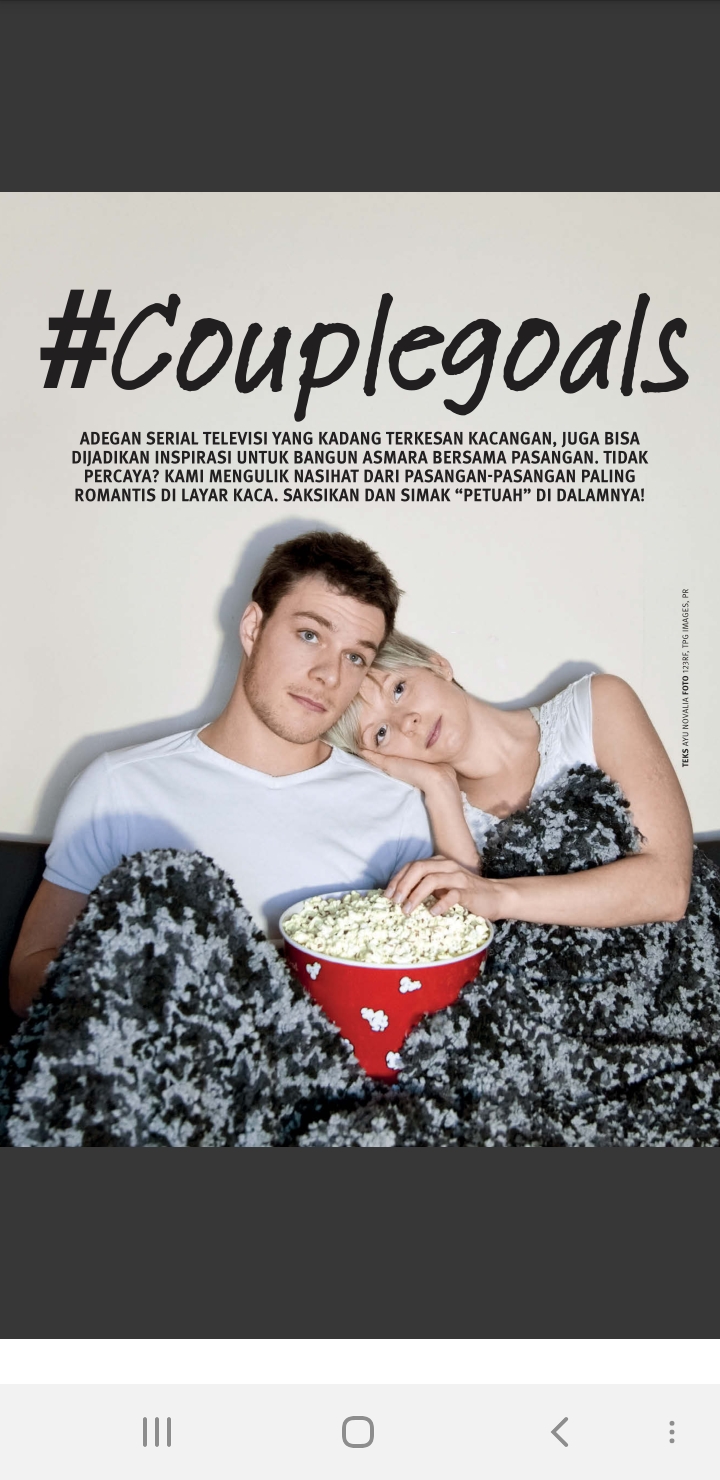 #Couplegoals
ADEGAN SERIAL TELEVISI YANG KADANG TERKESAN KACANGAN, JUGA BISA
DIJADIKAN INSPIRASI UNTUK BANGUN ASMARA BERSAMA PASANGAN. TIDAK
PERCAYA? KAMI MENGULIK NASIHAT DARI PASANGAN-PASANGAN PALING
ROMANTIS DI LAYAR KACA. SAKSIKAN DAN SIMAK “PETUAH” DI DALAMNYA!
TEKS AYU NOVALIA FOTO 123RF, TPG IMAGES, PR